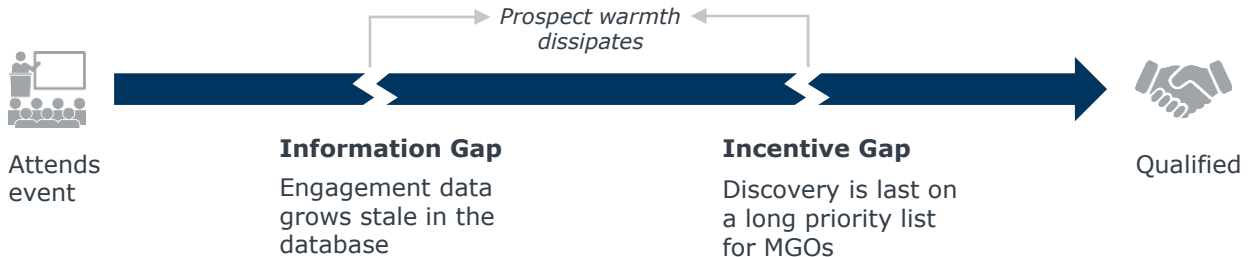 Prospect warmth
dissipates
Attends
event
Information Gap
Engagement data
grows stale in the
database
Incentive Gap
Discovery is last on
a long priority list
for MGOs
Qualified